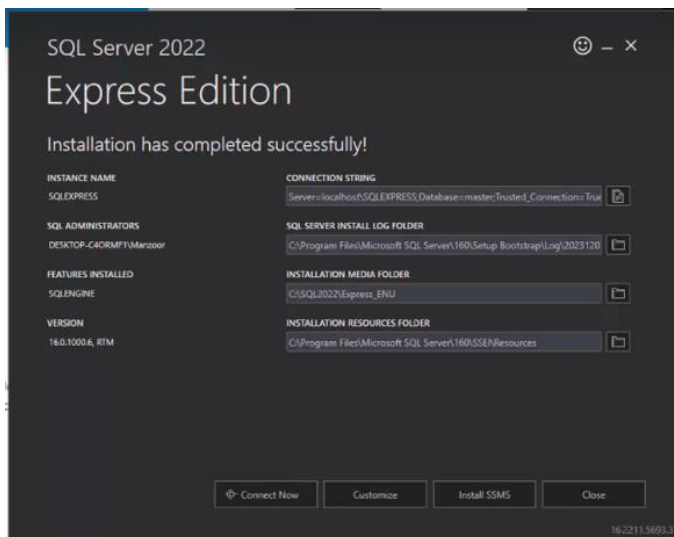 SQL Server 2022
Express Edition
Installation has completed successfully!
INSTANCE NAME
SQLEXPRESS
CONNECTION STRING
Server=localhost\SQLEXPRESS;Database=master;Trusted_Connection=True
SQL ADMINISTRATORS
DESKTOP-C4ORMF1\Manzoor
SQL SERVER INSTALL LOG FOLDER
C:\Program Files\Microsoft SQL Server\160\Setup Bootstrap\Log\2023120
FEATURES INSTALLED
SQLENGINE
INSTALLATION MEDIA FOLDER
C:\SQL2022\Express_ENU
VERSION
16.0.1000.6, RTM
INSTALLATION RESOURCES FOLDER
C:\Program Files\Microsoft SQL Server\160\SSEI\Resources
Connect Now
Customize
Install SSMS
Close
16.2211.5693.3